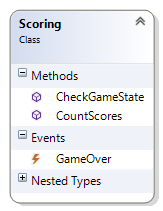 Scoring
Class
Methods
CheckGameState
CountScores
Events
GameOver
Nested Types